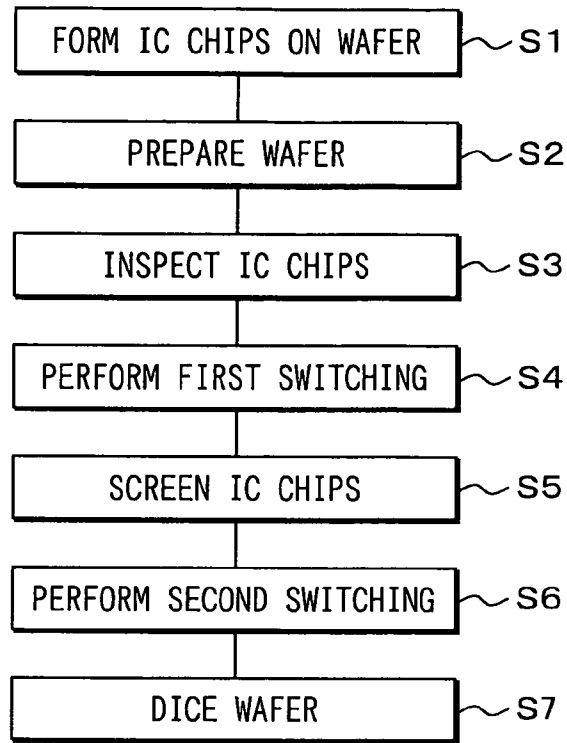 FORM IC CHIPS ON WAFER S1
PREPARE WAFER S2
INSPECT IC CHIPS S3
PERFORM FIRST SWITCHING S4
SCREEN IC CHIPS S5
PERFORM SECOND SWITCHING S6
DICE WAFER S7